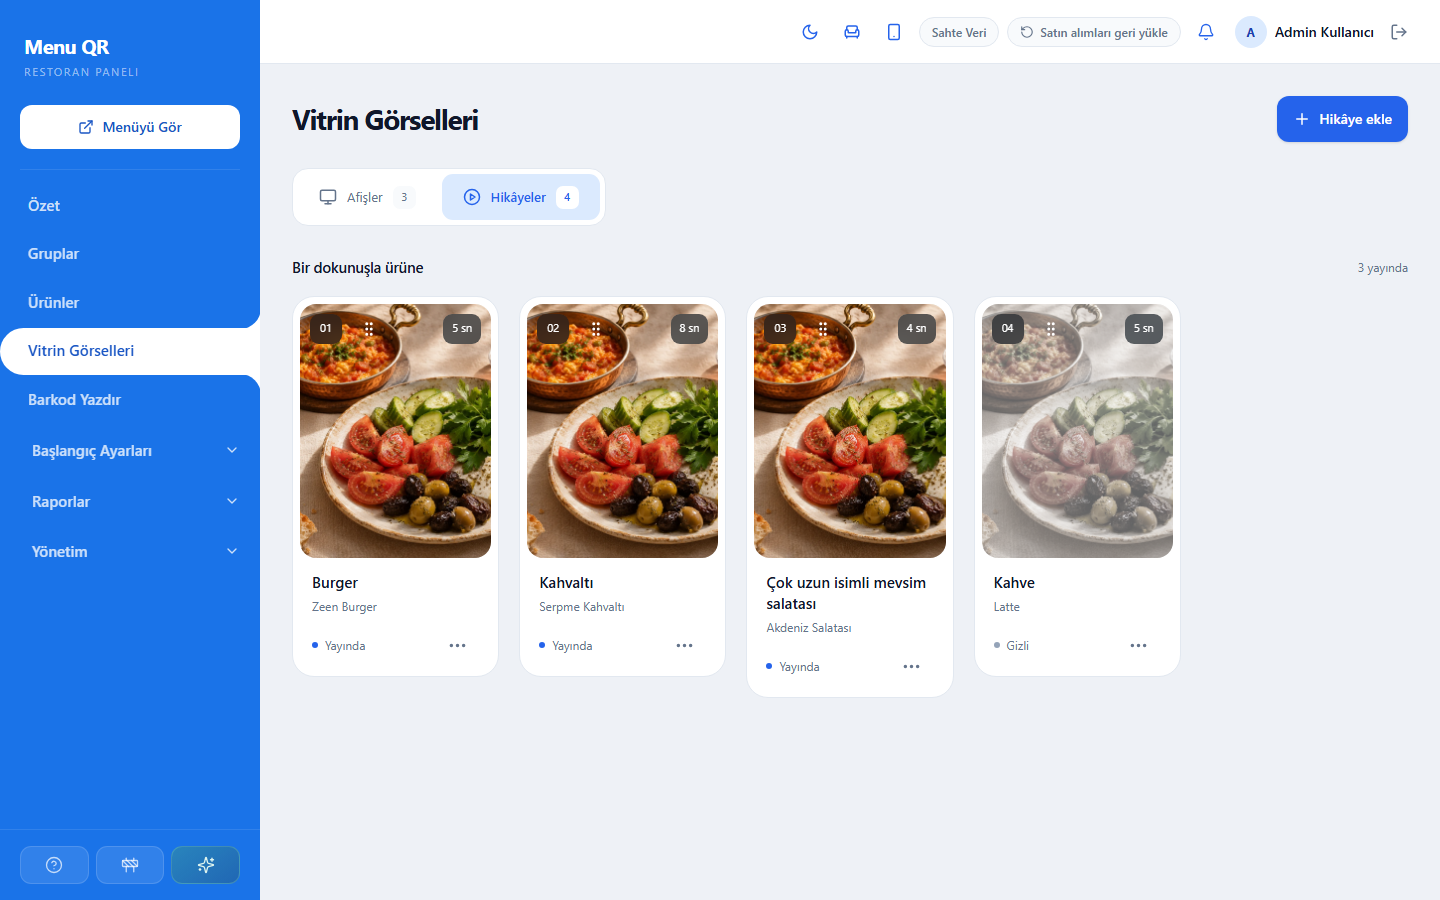 Menu QR
RESTORAN PANELİ
Menüyü Gör
Özet
Gruplar
Ürünler
Vitrin Görselleri
Barkod Yazdır
Başlangıç Ayarları
Raporlar
Yönetim
Sahte Veri
Satın alımları geri yükle
A
Admin Kullanıcı
Vitrin Görselleri
Hikâye ekle
Afişler 3
Hikâyeler 4
Bir dokunuşla ürüne
3 yayında
01
5 sn
Burger
Zeen Burger
Yayında
02
8 sn
Kahvaltı
Serpme Kahvaltı
Yayında
03
4 sn
Çok uzun isimli mevsim
salatası
Akdeniz Salatası
Yayında
04
5 sn
Kahve
Latte
Gizli